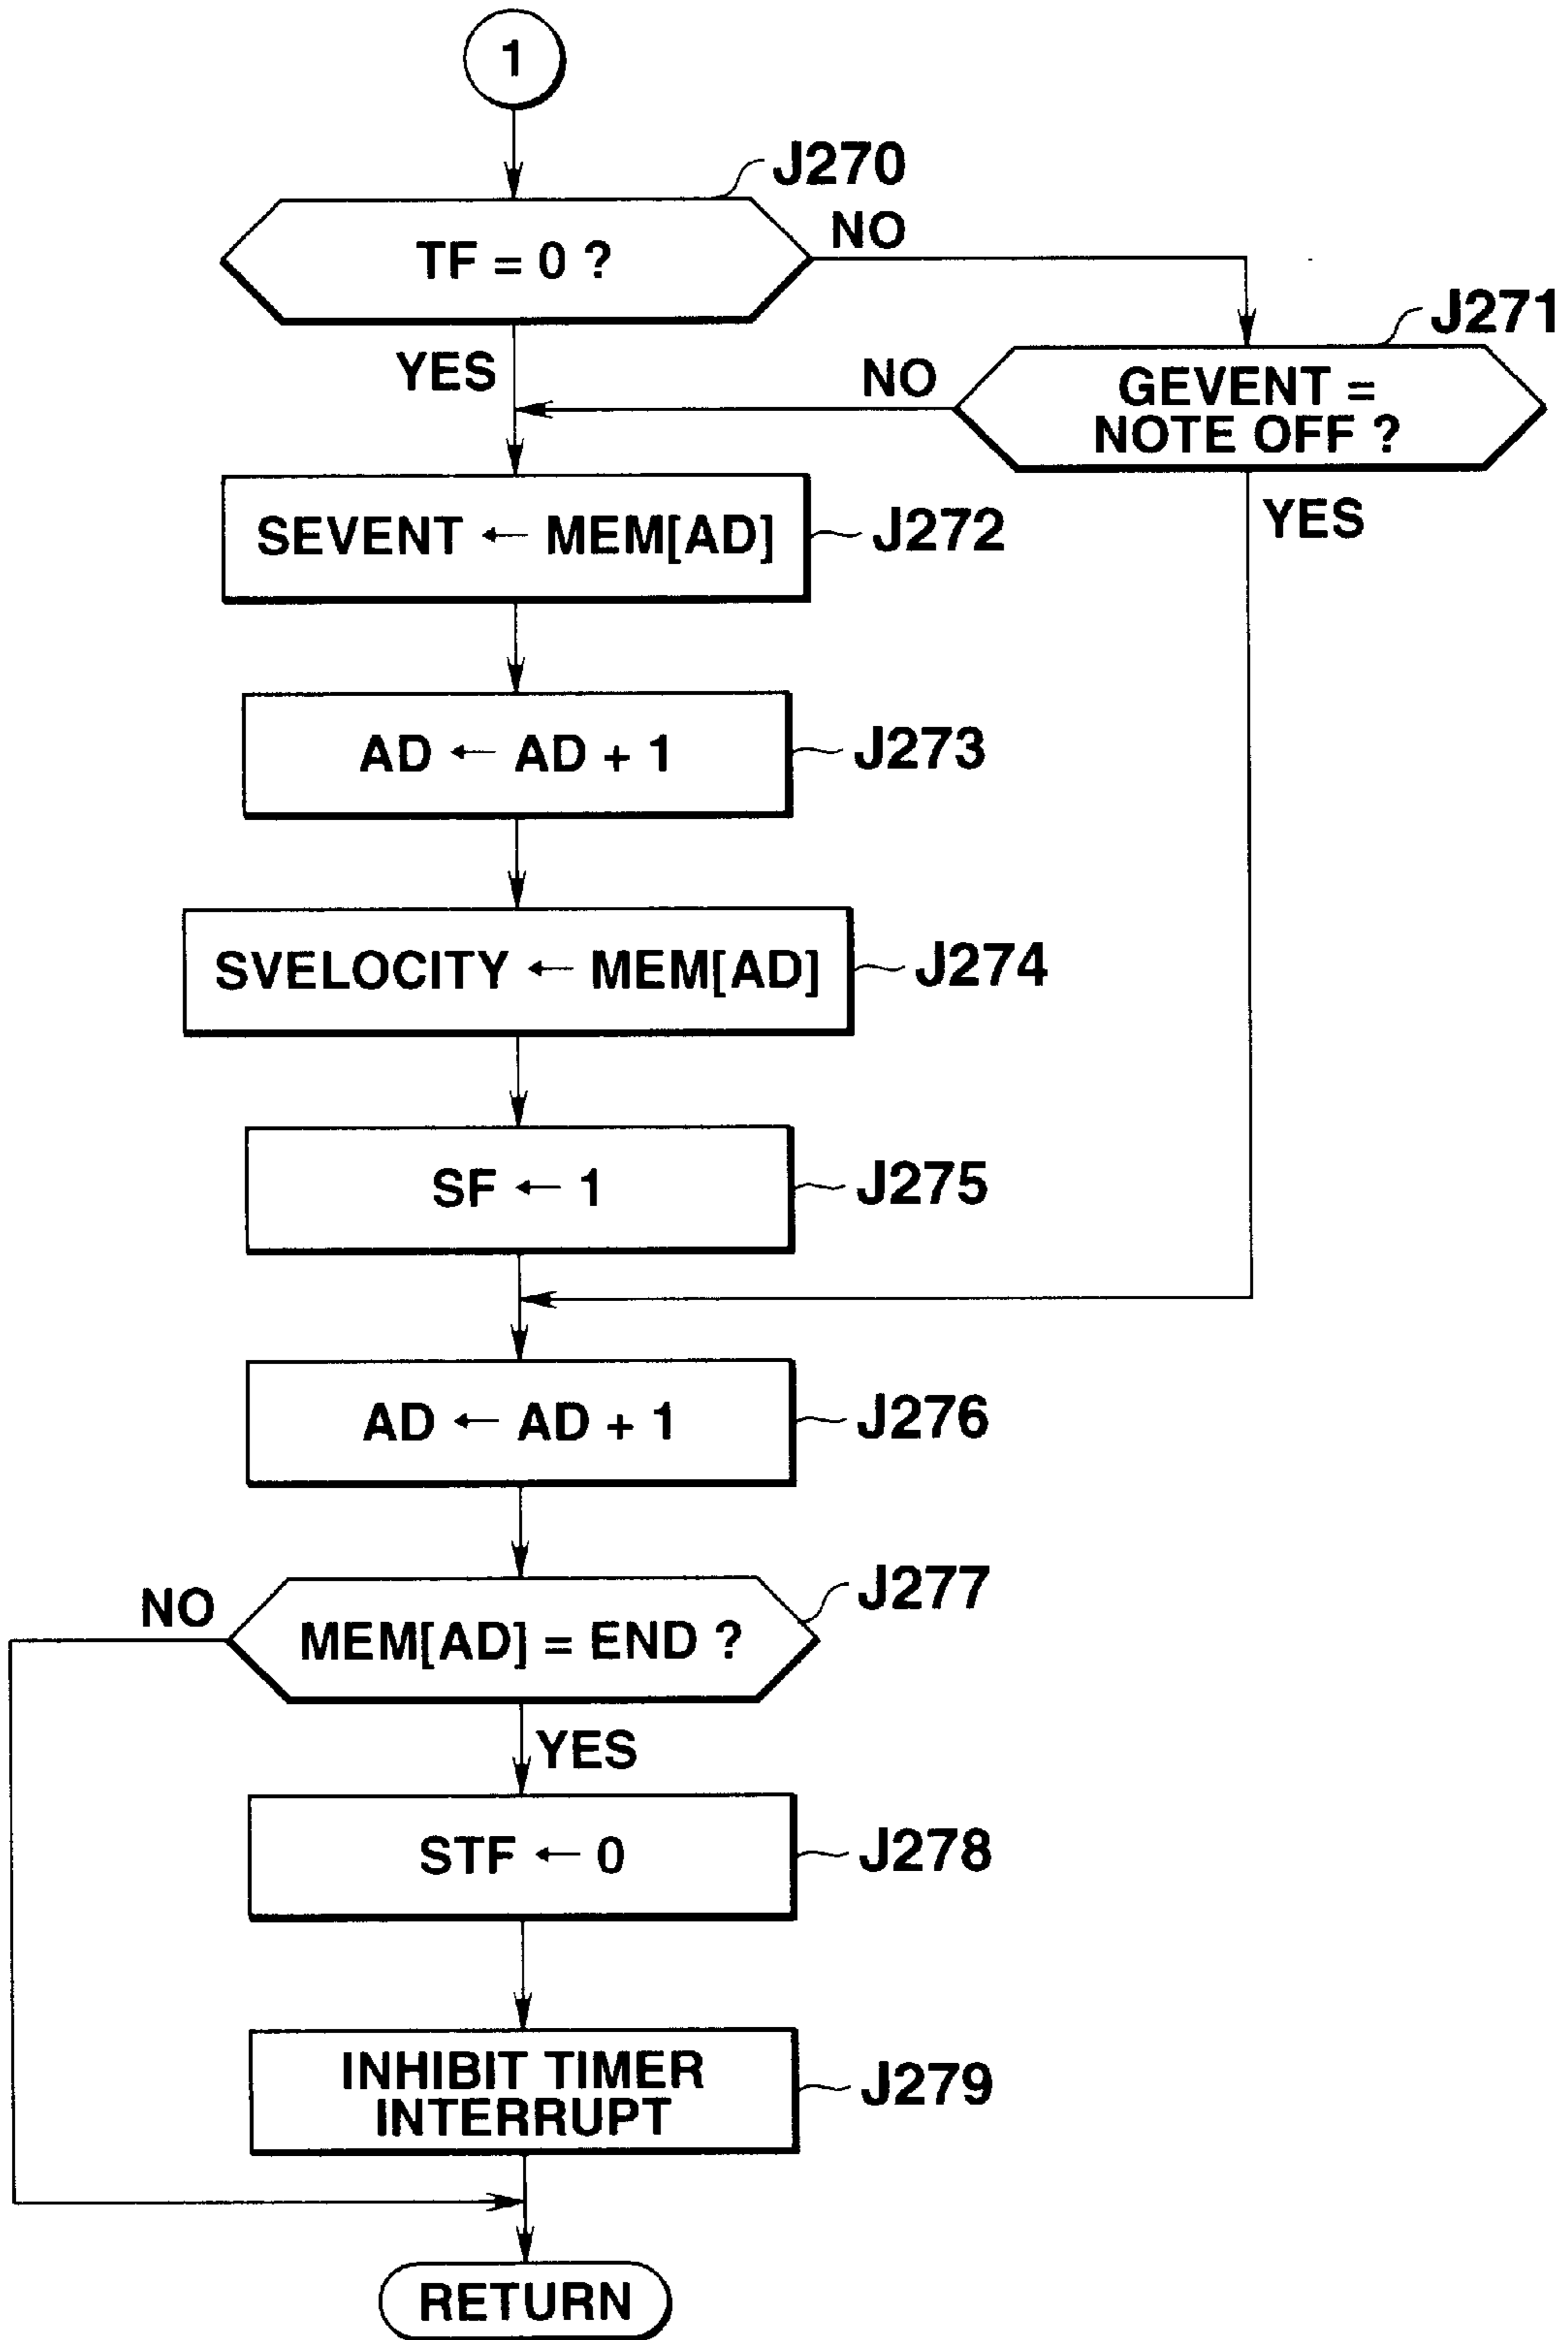 1
J270
TF = 0 ?
NO
J271
GEVENT =
NOTE OFF ?
YES
NO
YES
SEVENT ← MEM[AD]
J272
AD ← AD + 1
J273
SVELOCITY ← MEM[AD]
J274
SF ← 1
J275
AD ← AD + 1
J276
J277
NO
MEM[AD] = END ?
YES
STF ← 0
J278
INHIBIT TIMER
INTERRUPT
J279
RETURN